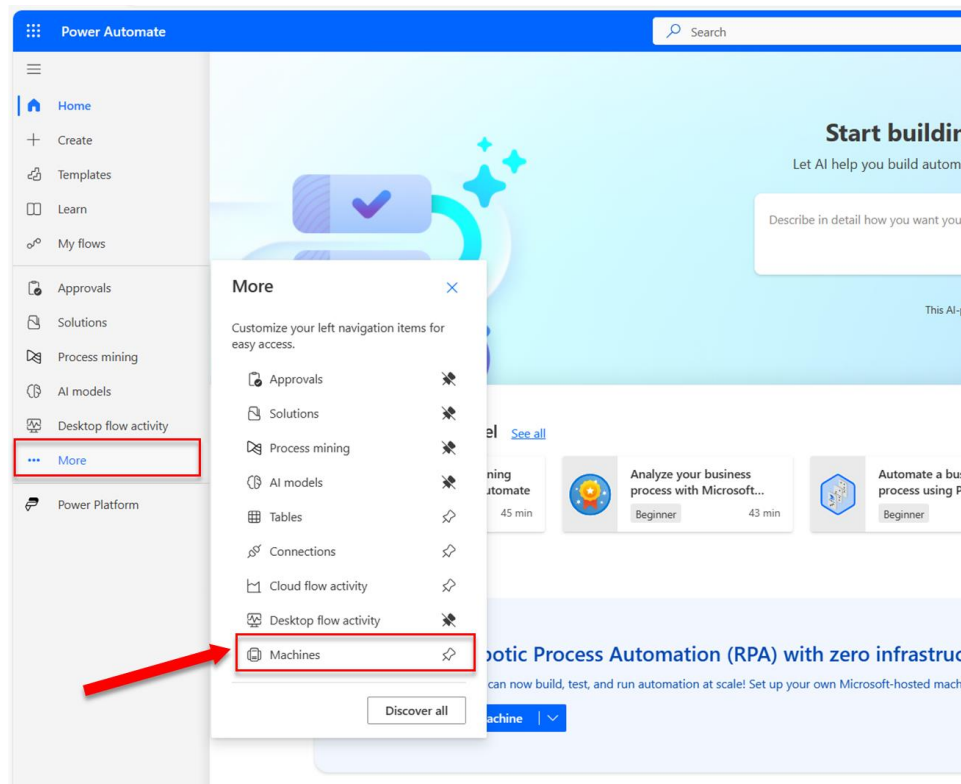 Power Automate
Search
Home
Create
Templates
Learn
My flows
Approvals
Solutions
Process mining
AI models
Desktop flow activity
More
Power Platform
Start buildin
Let AI help you build autom
Describe in detail how you want you
This AI-p
More
Customize your left navigation items for
easy access.
Approvals
Solutions
Process mining
AI models
Tables
Connections
Cloud flow activity
Desktop flow activity
Machines
Discover all
el See all
ning
utomate
45 min
Analyze your business
process with Microsoft...
Beginner 43 min
Automate a bus
process using P
Beginner
botic Process Automation (RPA) with zero infrastruc
can now build, test, and run automation at scale! Set up your own Microsoft-hosted mach
achine